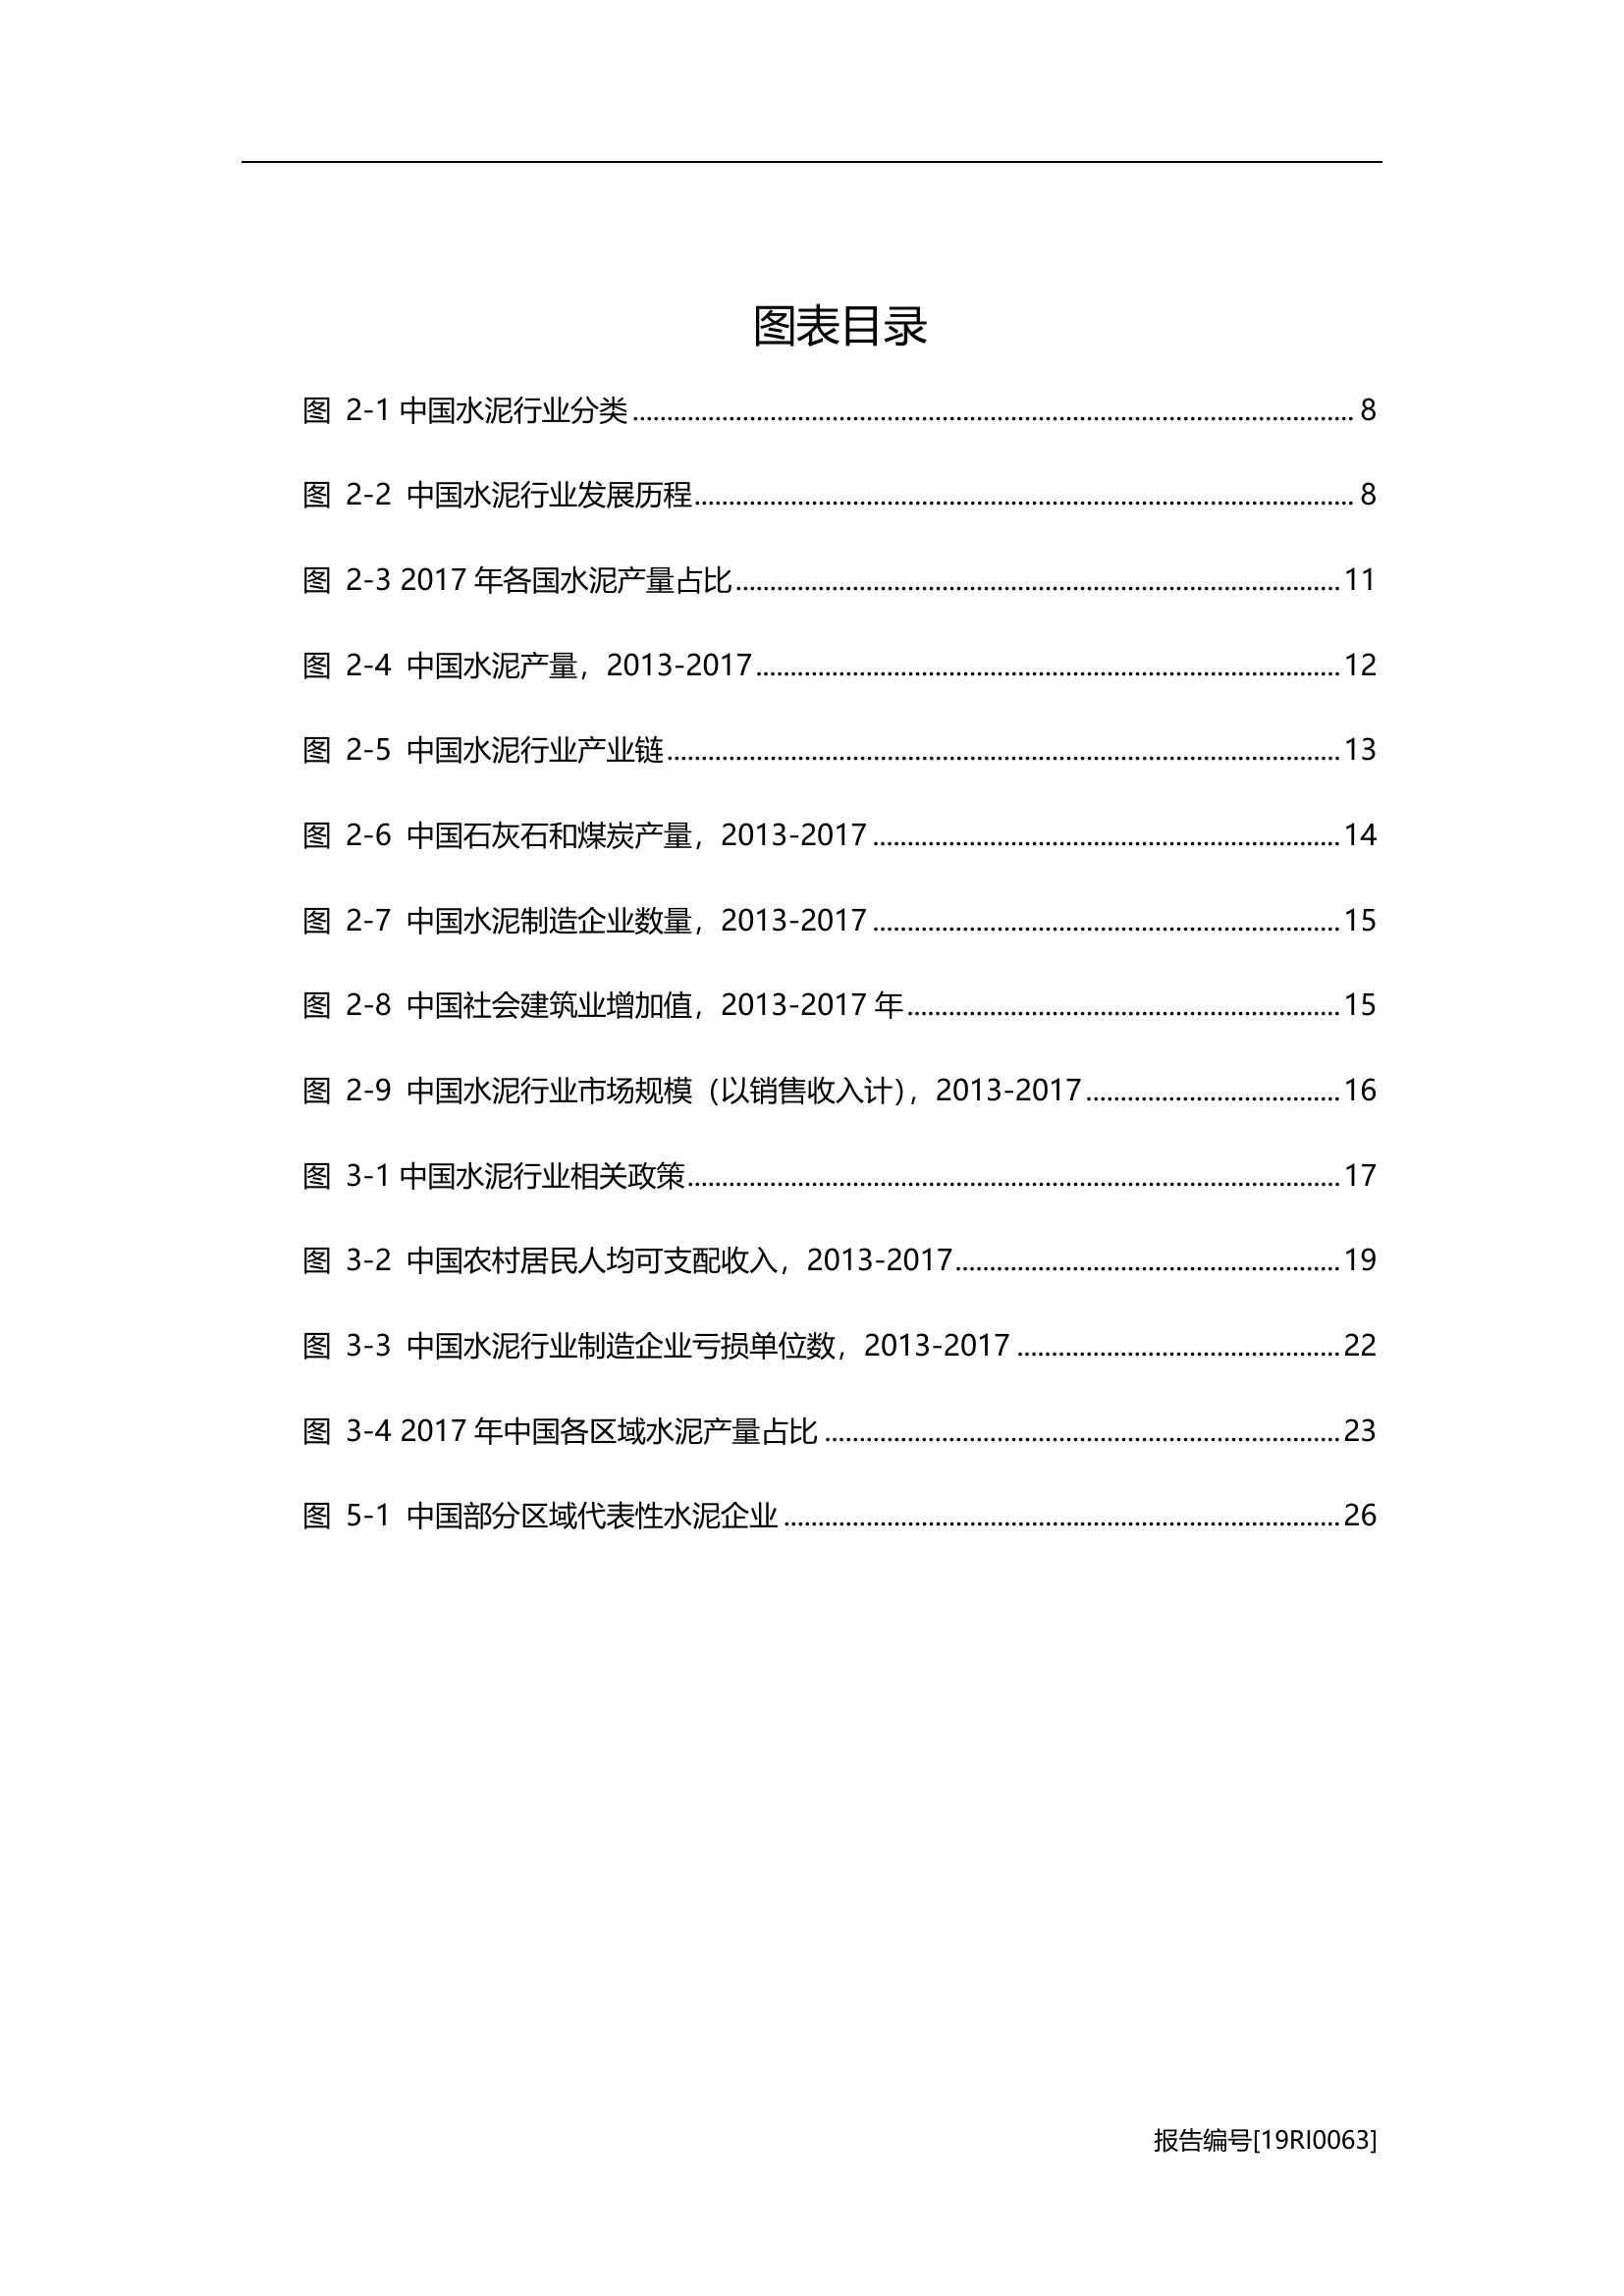 图表目录
图 2-1 中国水泥行业分类........................................ 8
图 2-2 中国水泥行业发展历程........................................ 8
图 2-3 2017 年各国水泥产量占比........................................ 11
图 2-4 中国水泥产量，2013-2017........................................ 12
图 2-5 中国水泥行业产业链........................................ 13
图 2-6 中国石灰石和煤炭产量，2013-2017........................................ 14
图 2-7 中国水泥制造企业数量，2013-2017........................................ 15
图 2-8 中国社会建筑业增加值，2013-2017 年........................................ 15
图 2-9 中国水泥行业市场规模（以销售收入计），2013-2017........................................ 16
图 3-1 中国水泥行业相关政策........................................ 17
图 3-2 中国农村居民人均可支配收入，2013-2017........................................ 19
图 3-3 中国水泥行业制造企业亏损单位数，2013-2017........................................ 22
图 3-4 2017 年中国各区域水泥产量占比........................................ 23
图 5-1 中国部分区域代表性水泥企业........................................ 26
报告编号[19RI0063]